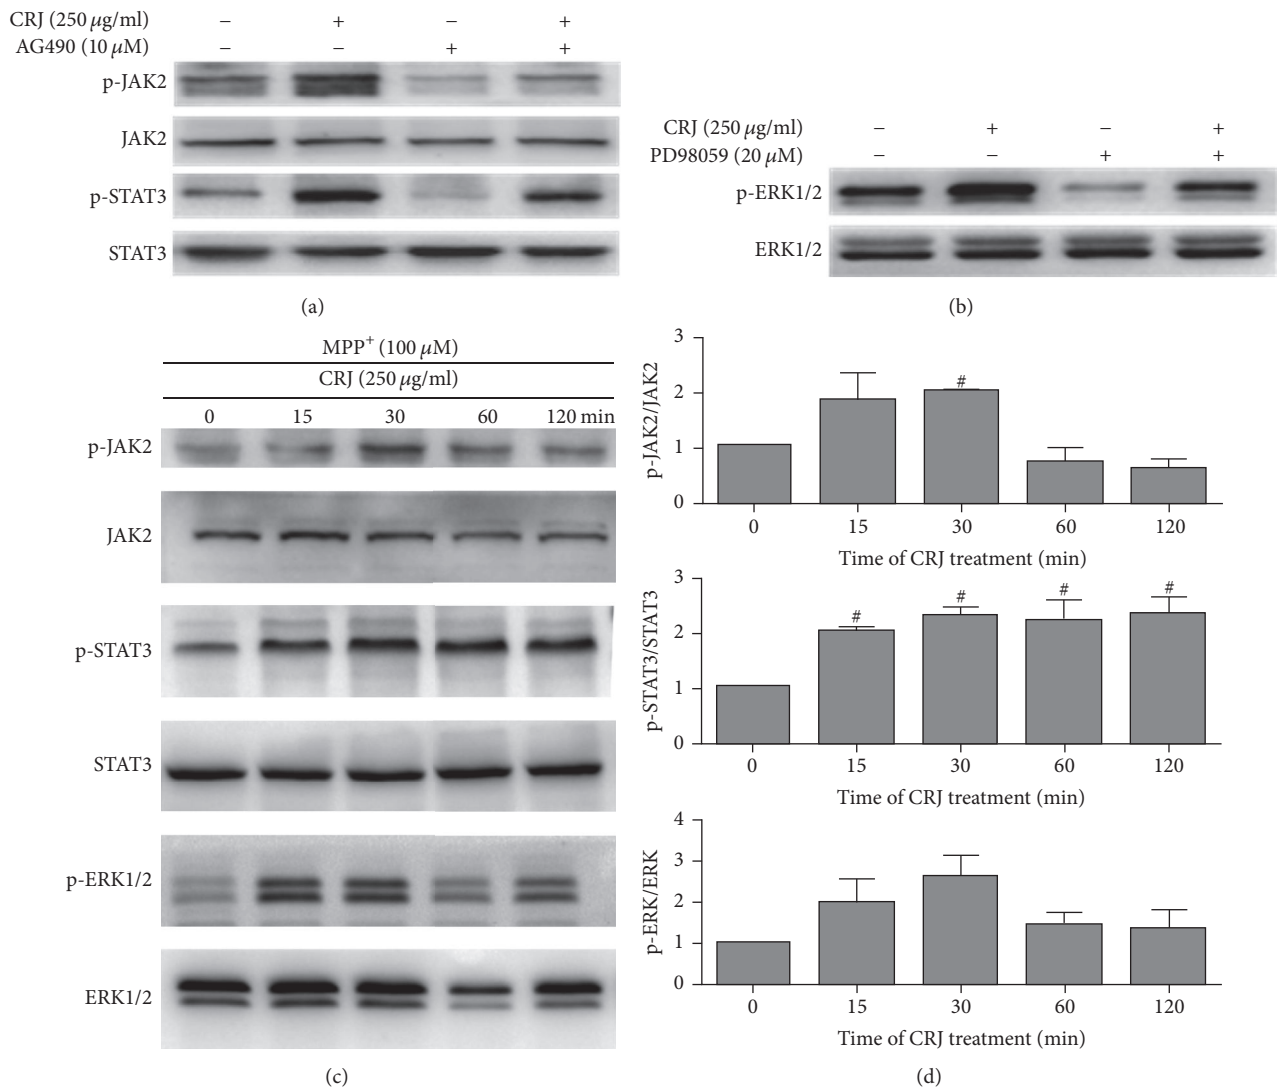 CRJ (250 μg/ml) − + − +
AG490 (10 μM) − − + +
p-JAK2
JAK2
p-STAT3
STAT3
(a)
CRJ (250 μg/ml) − + − +
PD98059 (20 μM) − − + +
p-ERK1/2
ERK1/2
(b)
MPP+ (100 μM)
CRJ (250 μg/ml)
0 15 30 60 120 min
p-JAK2
JAK2
p-STAT3
STAT3
p-ERK1/2
ERK1/2
(c)
p-JAK2/JAK2
3
2
1
0
#
0 15 30 60 120
Time of CRJ treatment (min)
p-STAT3/STAT3
3
2
1
0
# # # #
0 15 30 60 120
Time of CRJ treatment (min)
p-ERK/ERK
4
3
2
1
0
0 15 30 60 120
Time of CRJ treatment (min)
(d)